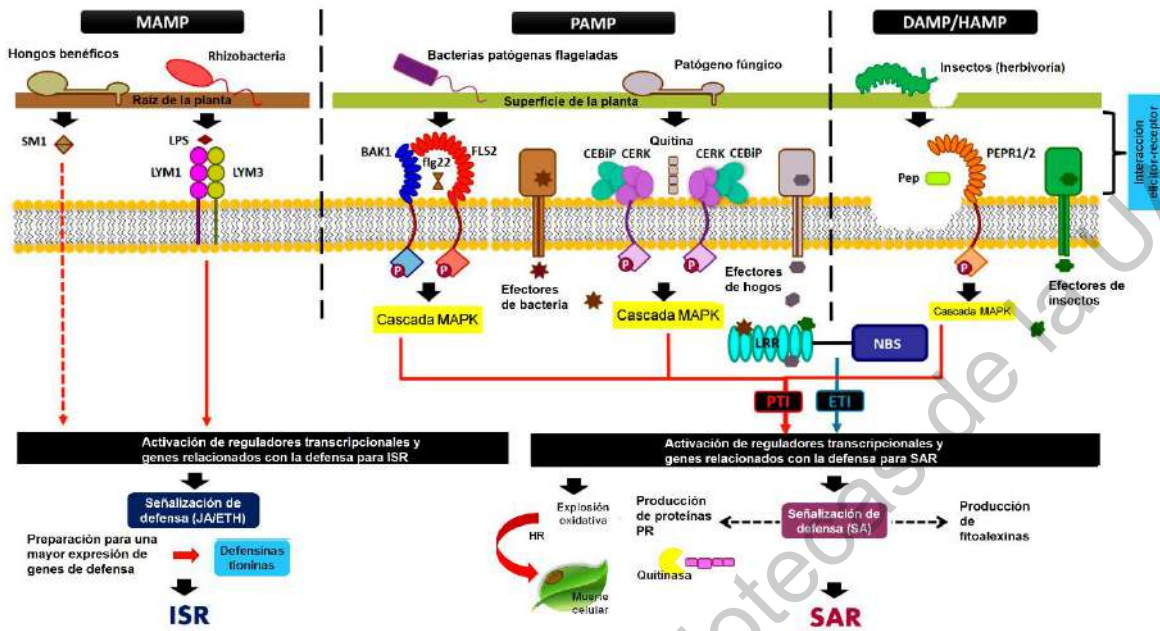 MAMP
PAMP
DAMP/HAMP
Hongos benéficos
Rhizobacteria
Bacterias patógenas flageladas
Patógeno fúngico
Insectos (herbivoría)
Raíz de la planta
Superficie de la planta
SM1
LPS
LYM1
LYM3
BAK1
flg22
FLS2
Quitina
CEBiP CERK
CERK CEBiP
PEPR1/2
Pep
Interacción
elicitor-receptor
P
P
P
P
P
Efectores
de bacteria
Efectores
de hogos
Efectores de
insectos
Cascada MAPK
Cascada MAPK
Cascada MAPK
LRR
NBS
PTI
ETI
Activación de reguladores transcripcionales y
genes relacionados con la defensa para ISR
Activación de reguladores transcripcionales y
genes relacionados con la defensa para SAR
Señalización de
defensa (JA/ETH)
Preparación para una
mayor expresión de
genes de defensa
Defensinas
tioninas
ISR
Explosión
oxidativa
HR
Muerte
celular
Producción
de proteínas
PR
Quitinasa
Señalización de
defensa (SA)
Producción
de
fitoalexinas
SAR
otecas de la U